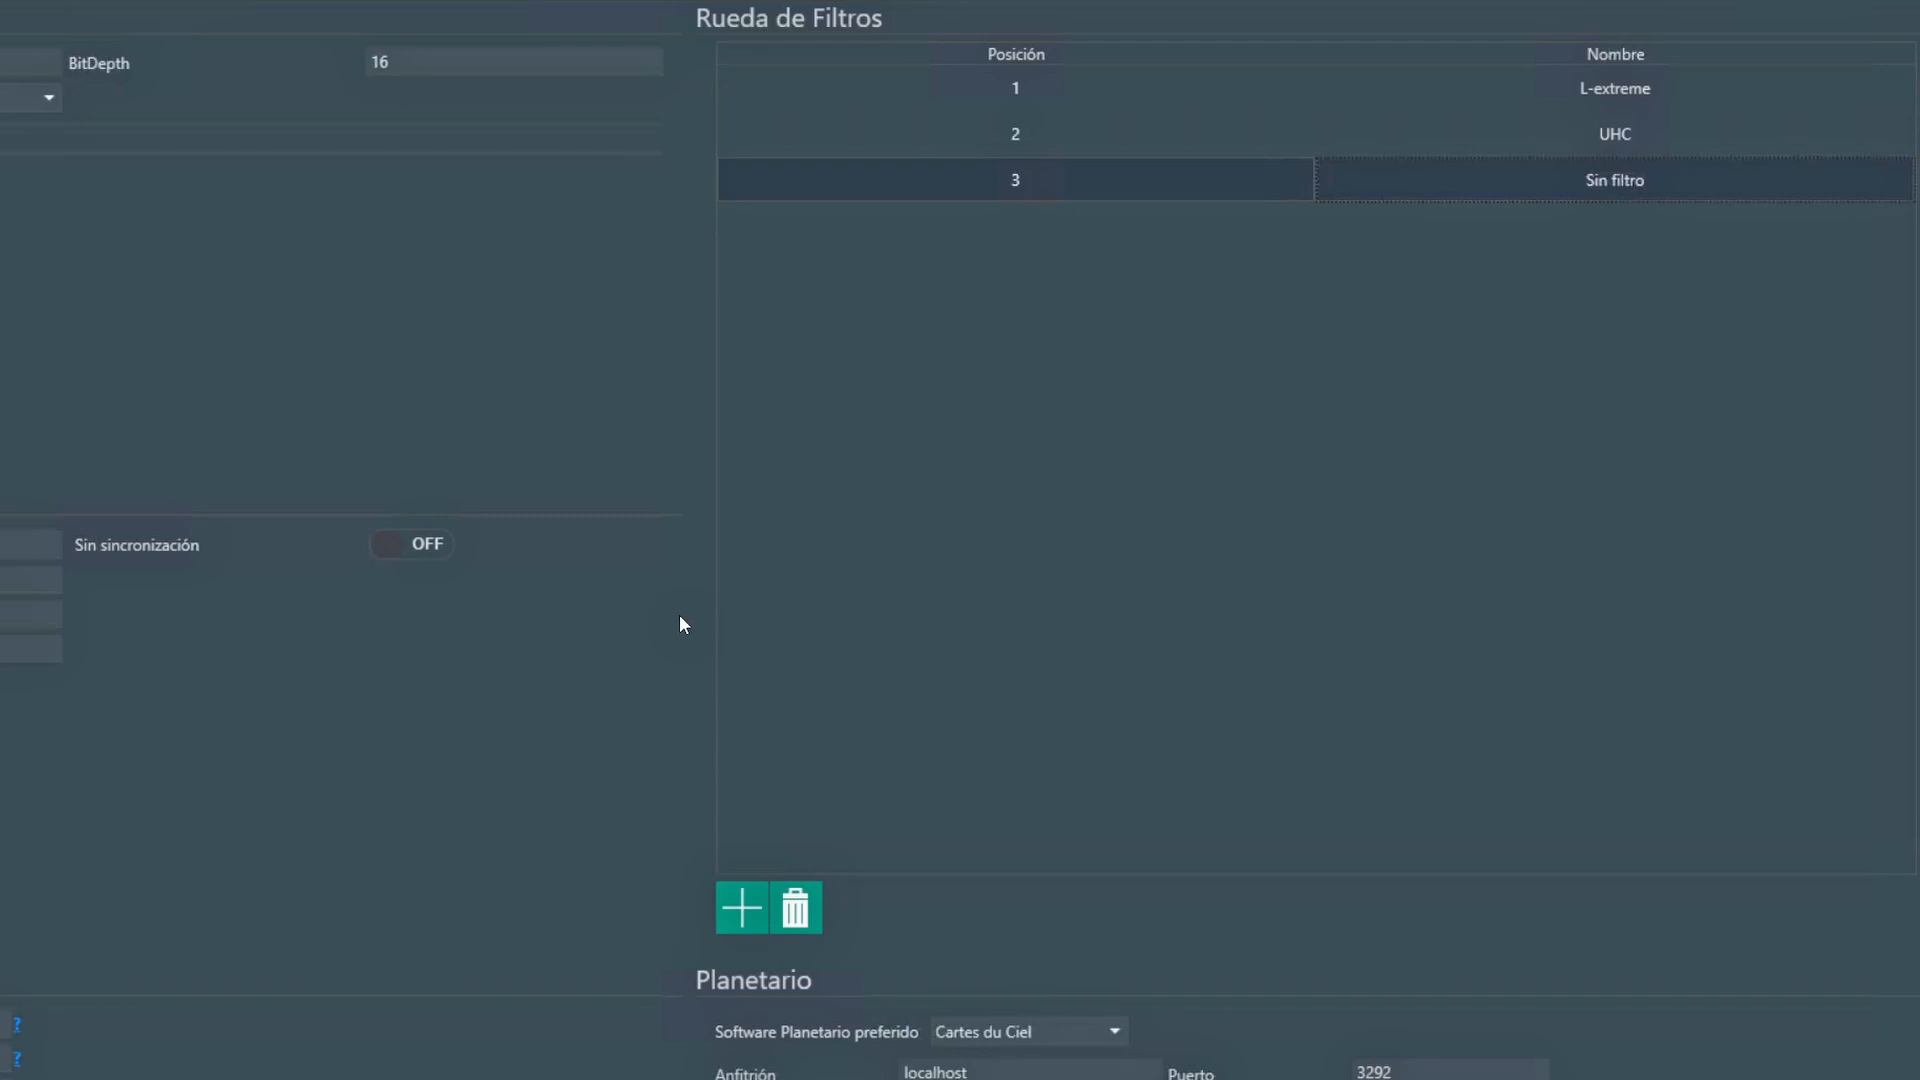 Rueda de Filtros
BitDepth 16
Posición Nombre
1 L-extreme
2 UHC
3 Sin filtro
Sin sincronización OFF
Planetario
?
Software Planetario preferido Cartes du Ciel
?
Anfitrión localhost Puerto 3292